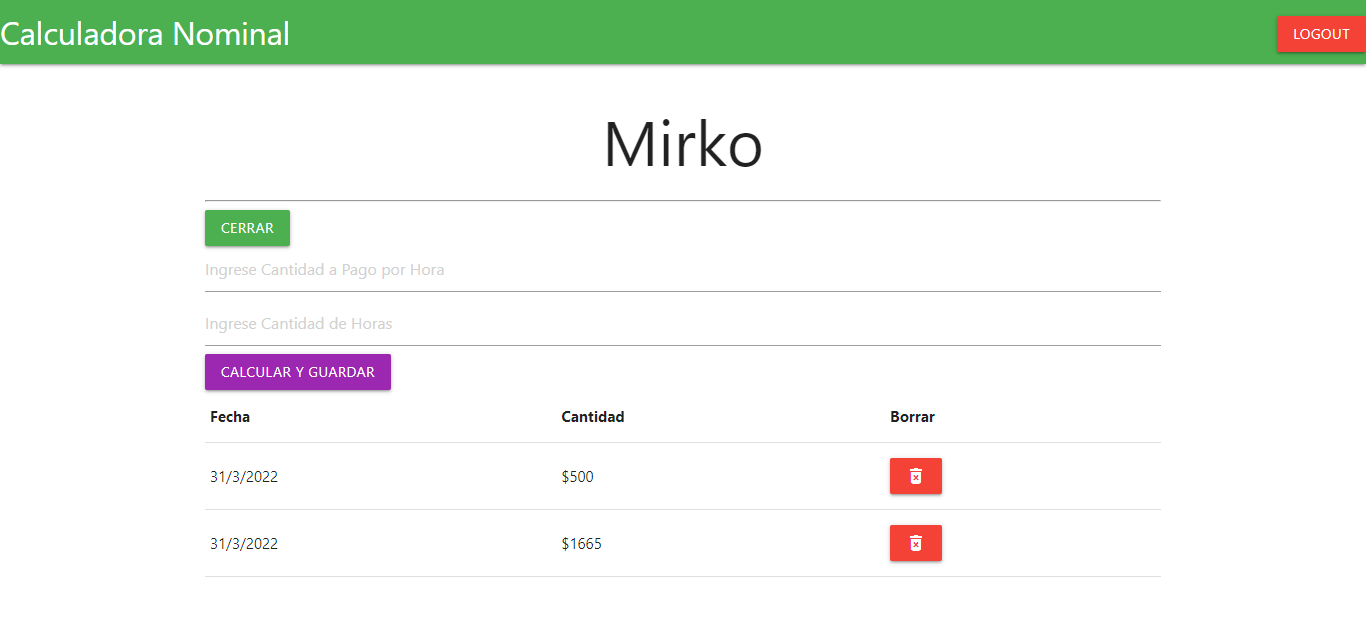 Calculadora Nominal
LOGOUT
Mirko
CERRAR
Ingrese Cantidad a Pago por Hora
Ingrese Cantidad de Horas
CALCULAR Y GUARDAR
Fecha Cantidad Borrar
31/3/2022 $500
31/3/2022 $1665